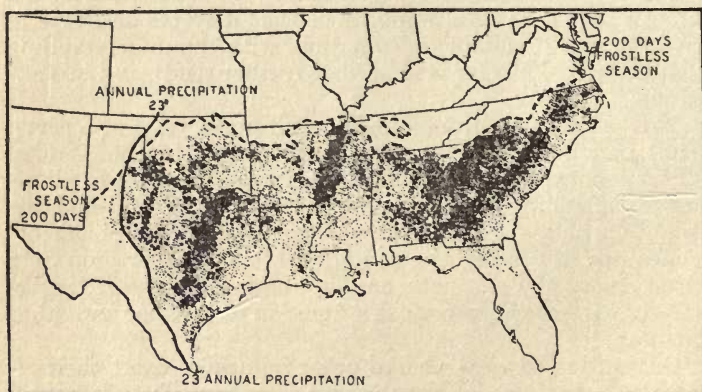 200 DAYS
FROSTLESS
SEASON
ANNUAL PRECIPITATION
23"
FROSTLESS
SEASON
200 DAYS
23 ANNUAL PRECIPITATION